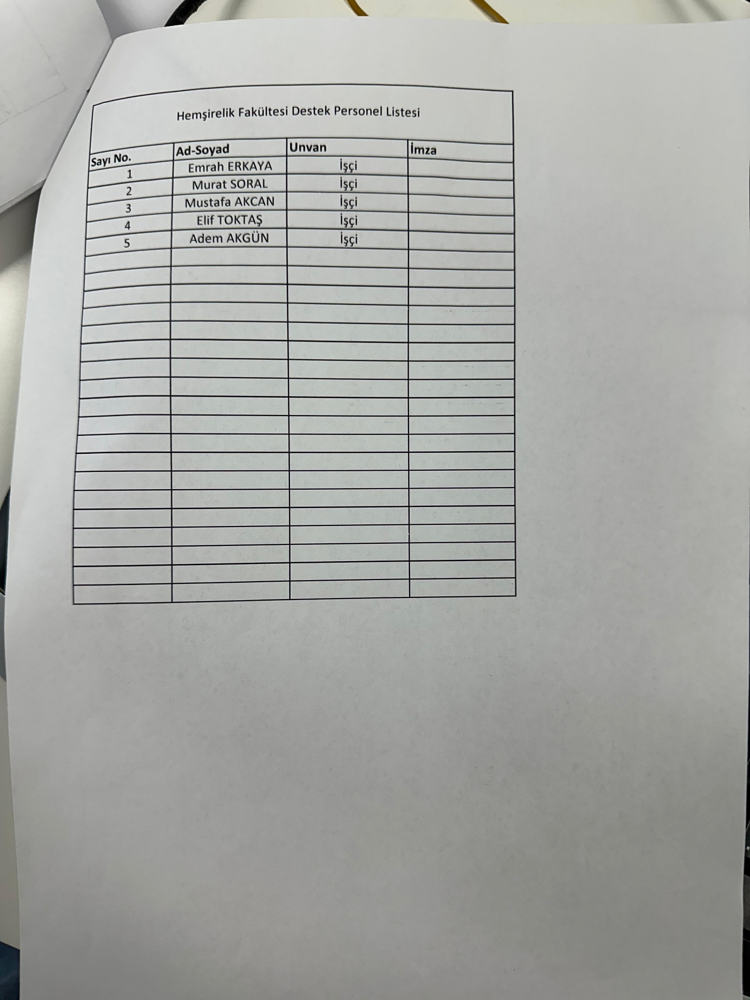 Hemşirelik Fakültesi Destek Personel Listesi
Sayı No. Ad-Soyad Unvan İmza
1 Emrah ERKAYA İşçi
2 Murat SORAL İşçi
3 Mustafa AKCAN İşçi
4 Elif TOKTAŞ İşçi
5 Adem AKGÜN İşçi